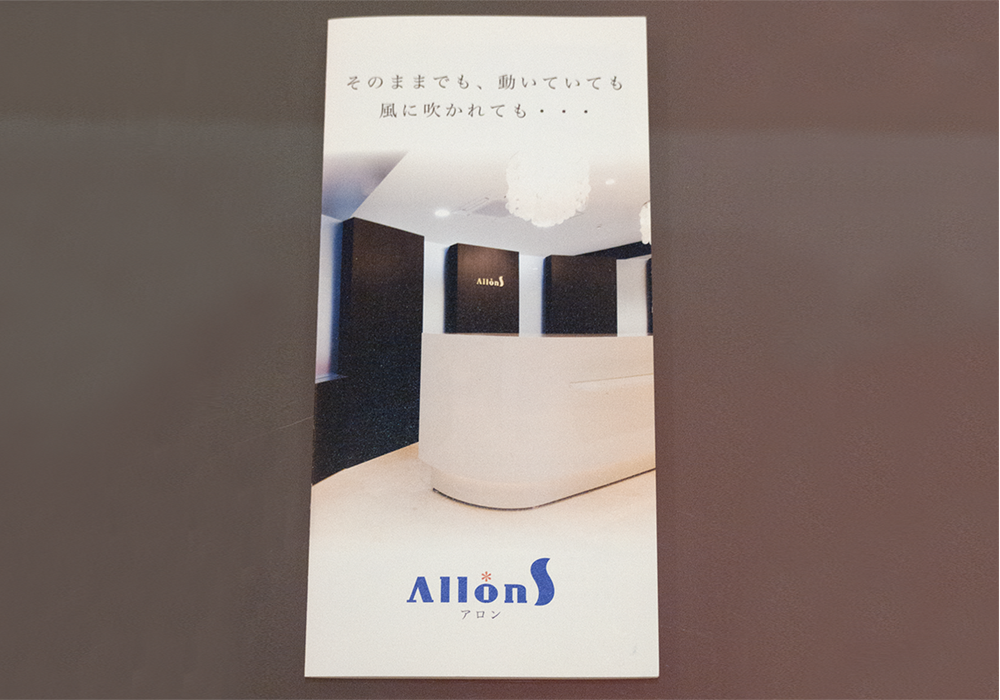 そのままでも、動いていても
風に吹かれても・・・
AllonS
AllonS
アロン